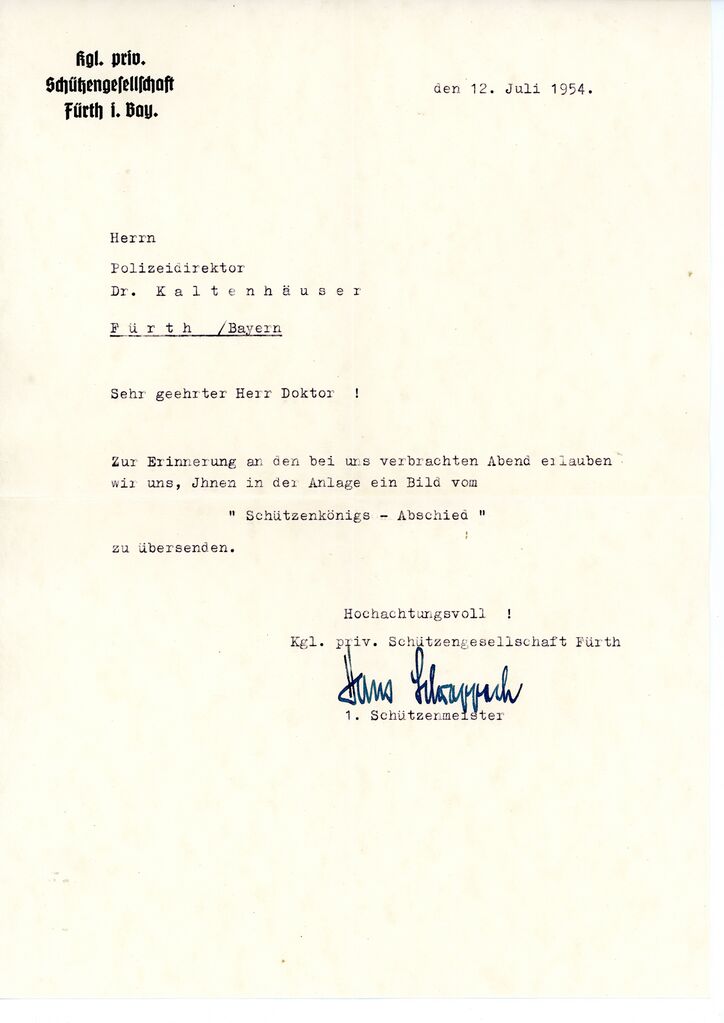 Kgl. priv.
Schützengesellschaft
Fürth i. Bay.
den 12. Juli 1954.
Herrn
Polizeidirektor
Dr. K a l t e n h ä u s e r
F ü r t h /Bayern
Sehr geehrter Herr Doktor !
Zur Erinnerung an den bei uns verbrachten Abend erlauben
wir uns, Jhnen in der Anlage ein Bild vom
" Schützenkönigs - Abschied "
zu übersenden.
Hochachtungsvoll !
Kgl. priv. Schützengesellschaft Fürth
Hans Schwappach
1. Schützenmeister